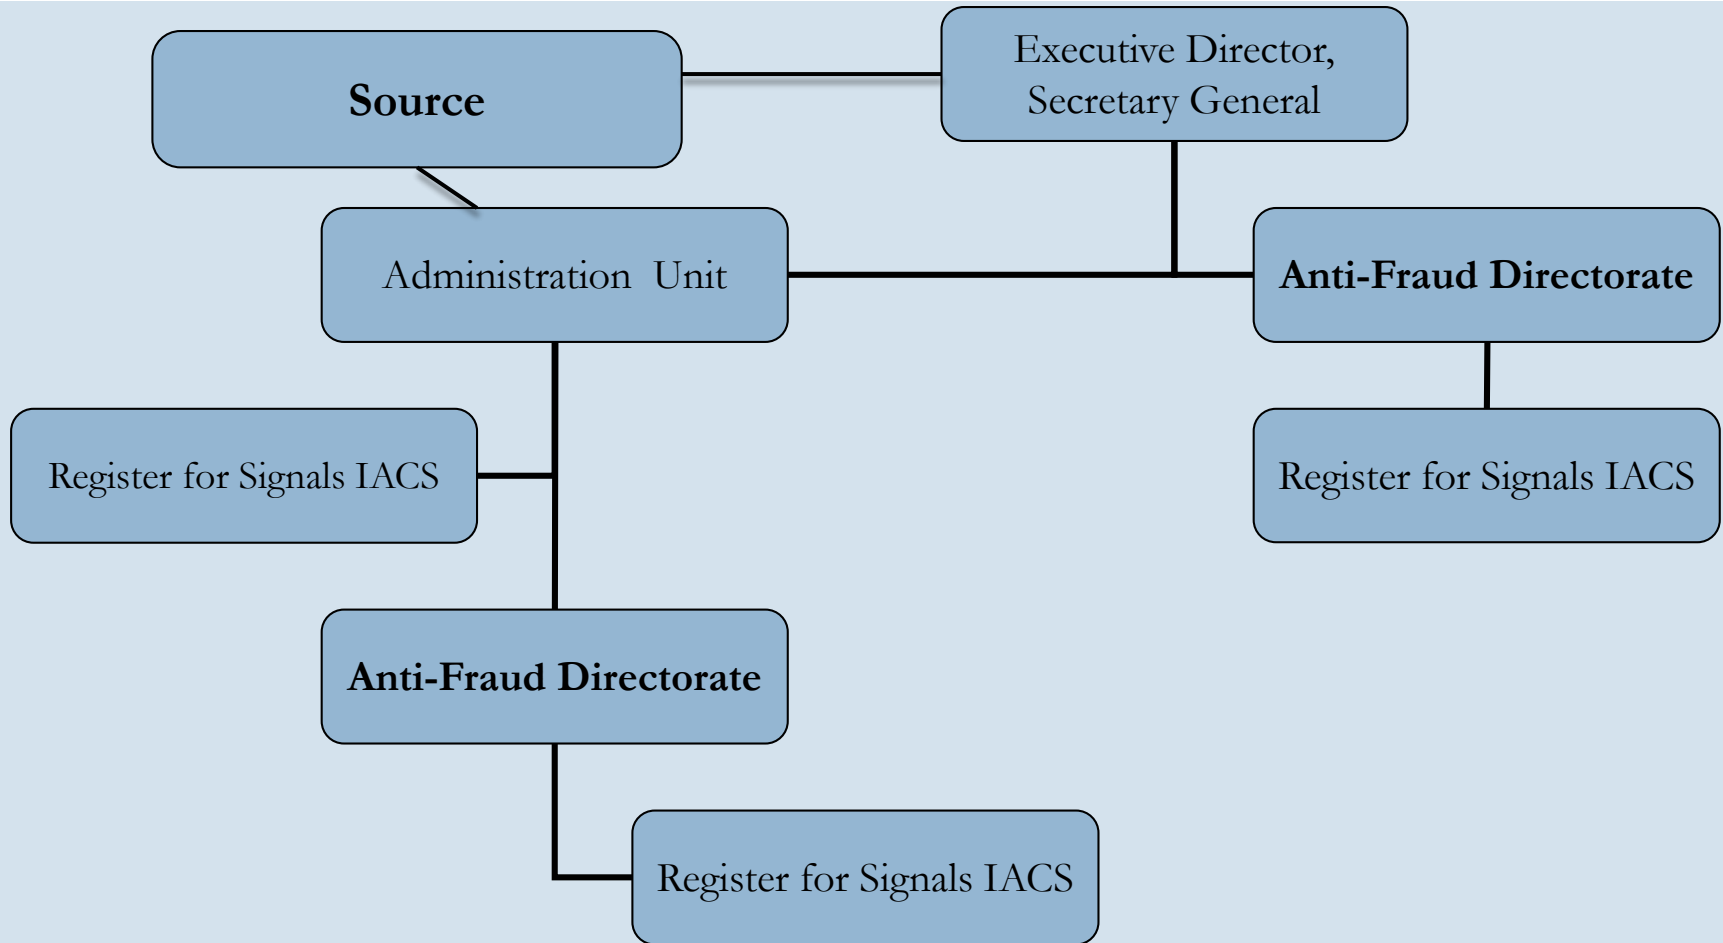 Source
Executive Director,
Secretary General
Administration  Unit
Anti-Fraud Directorate
Register for Signals IACS
Register for Signals IACS
Anti-Fraud Directorate
Register for Signals IACS